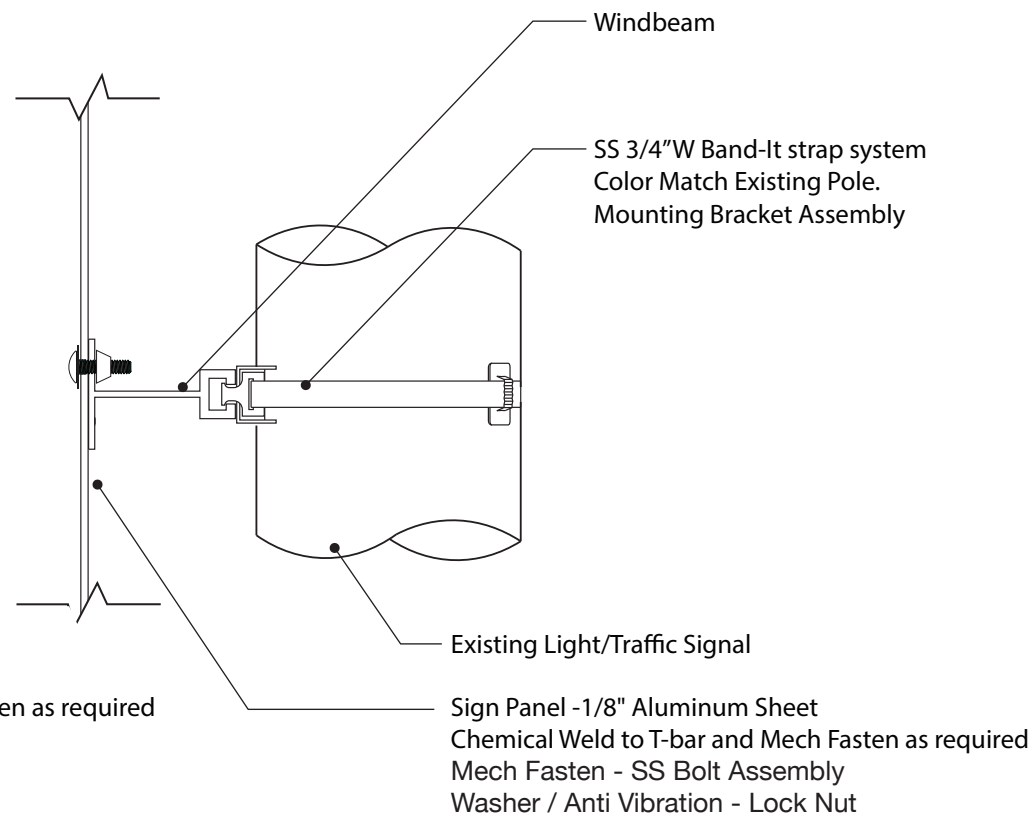 Windbeam
SS 3/4”W Band-It strap system
Color Match Existing Pole.
Mounting Bracket Assembly
Existing Light/Traffic Signal
en as required
Sign Panel -1/8" Aluminum Sheet
Chemical Weld to T-bar and Mech Fasten as required
Mech Fasten - SS Bolt Assembly
Washer / Anti Vibration - Lock Nut